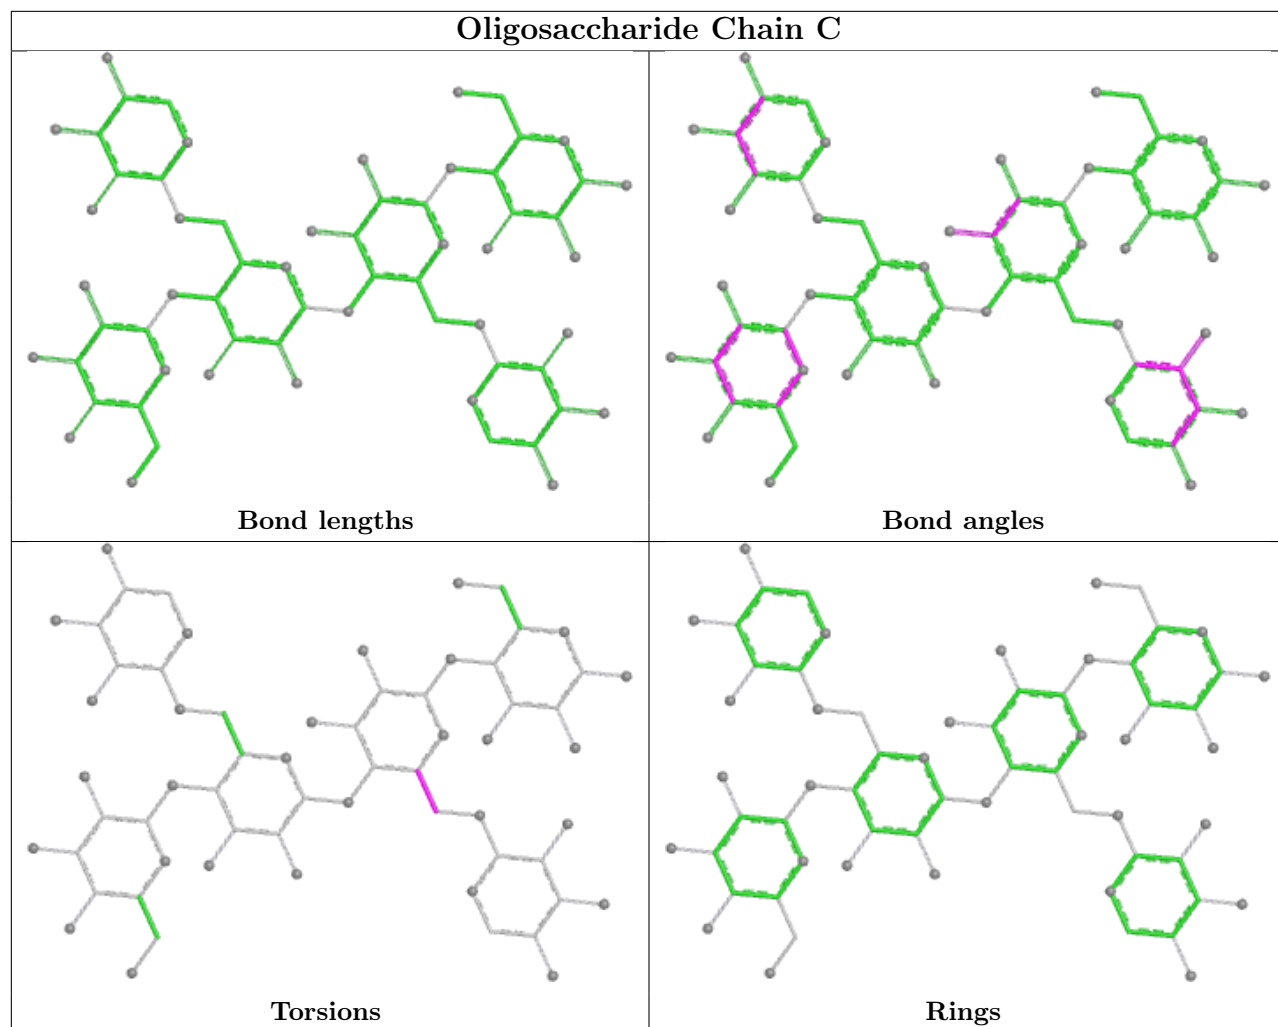 Oligosaccharide Chain C
Bond lengths
Bond angles
Torsions
Rings